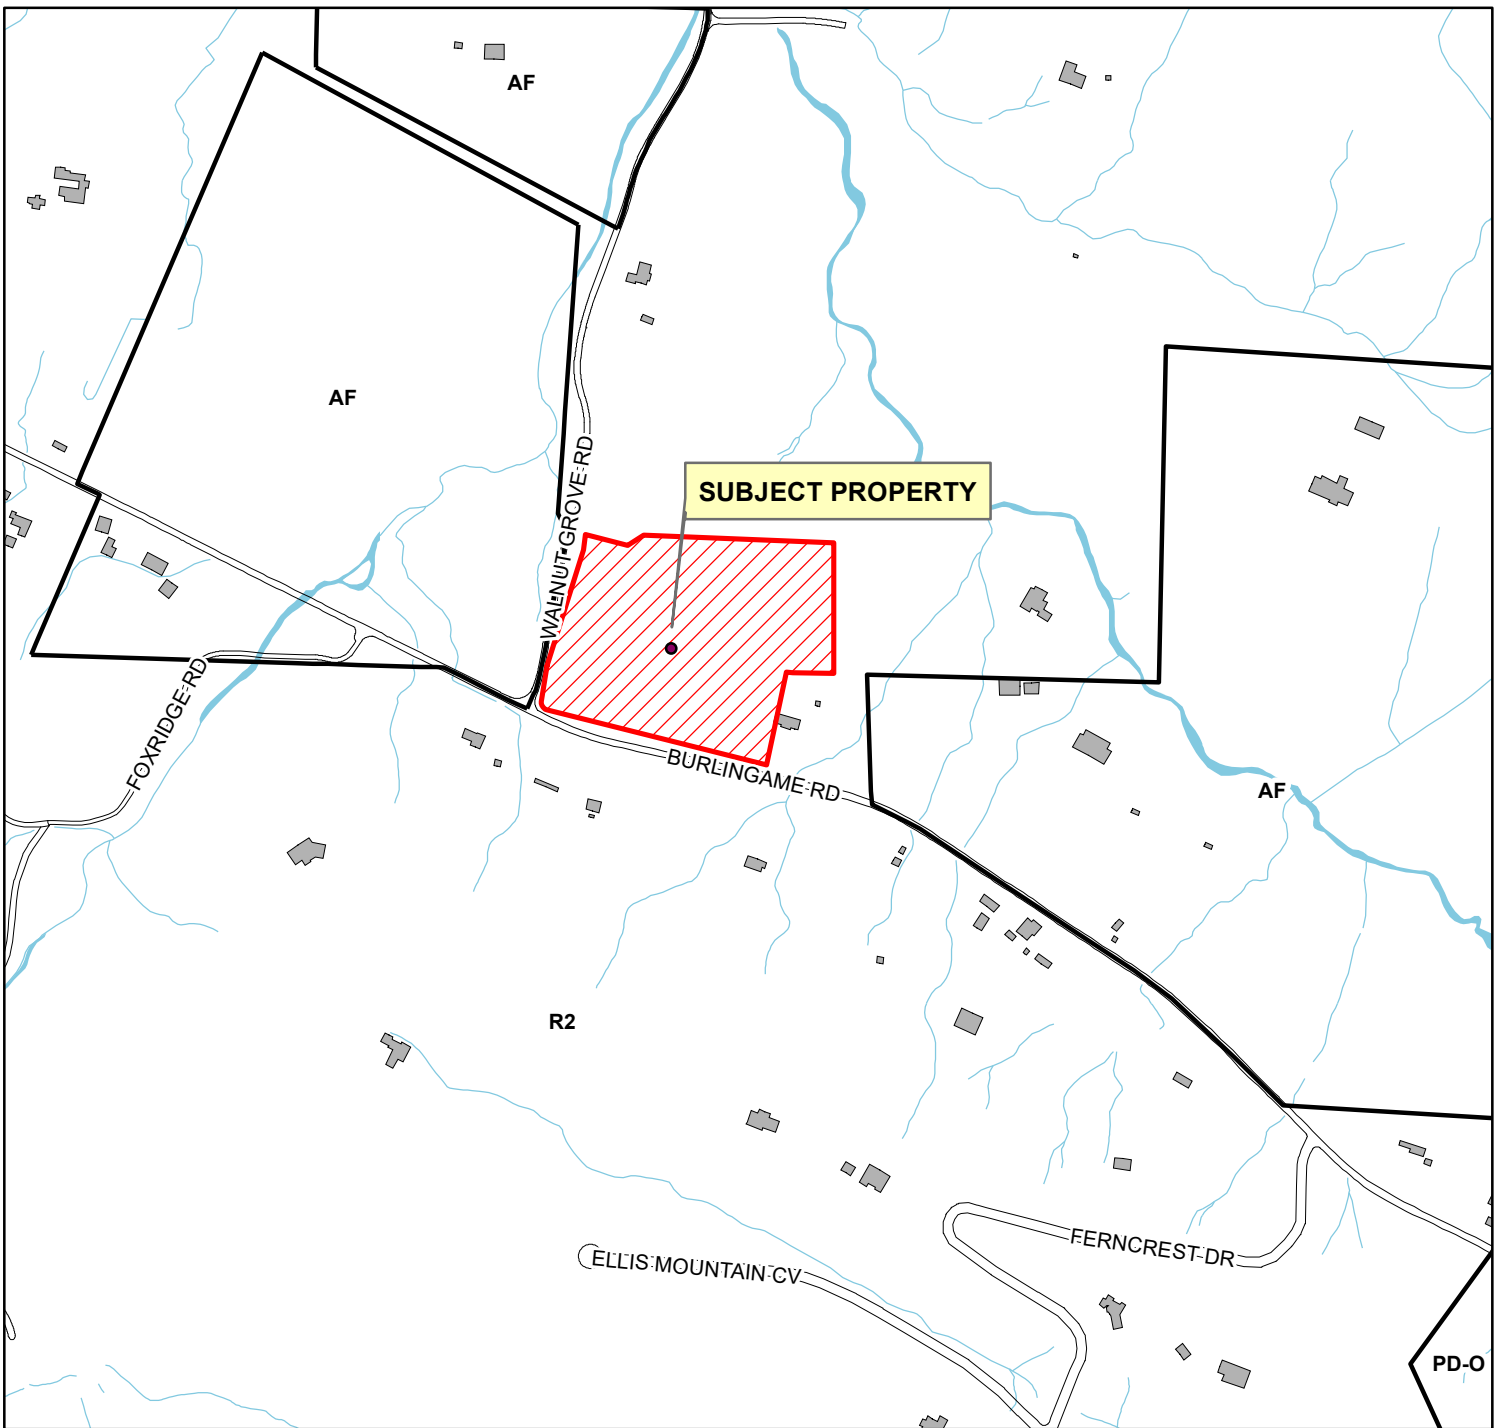 AF
AF
WALNUT GROVE RD
SUBJECT PROPERTY
FOXRIDGE RD
BURLINGAME RD
AF
R2
FERNCREST DR
ELLIS MOUNTAIN CV
PD-O